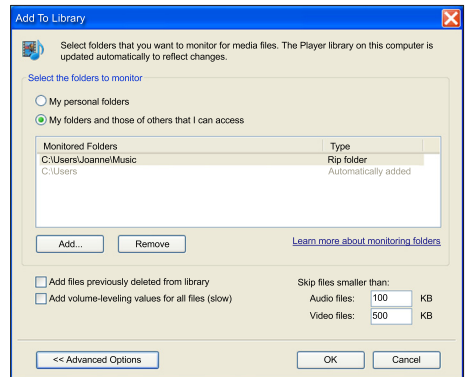 Add To Library
Select folders that you want to monitor for media files. The Player library on this computer is
updated automatically to reflect changes.
Select the folders to monitor
My personal folders
My folders and those of others that I can access
Monitored Folders Type
C:\Users\Joanne\Music Rip folder
C:\Users Automatically added
Add... Remove Learn more about monitoring folders
Add files previously deleted from library Skip files smaller than:
Add volume-leveling values for all files (slow) Audio files: 100 KB
Video files: 500 KB
<< Advanced Options OK Cancel